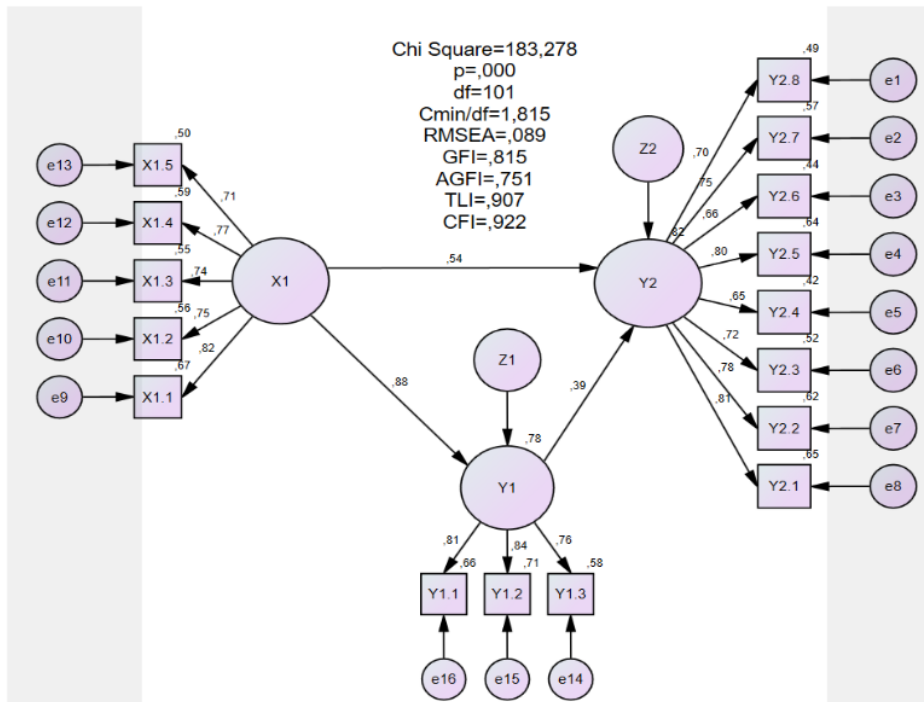 Chi Square=183,278
p=,000
df=101
Cmin/df=1,815
RMSEA=,089
GFI=,815
AGFI=,751
TLI=,907
CFI=,922
e13
X1.5
,50
,71
e12
X1.4
,59
,77
e11
X1.3
,55
,74
e10
X1.2
,56
,75
e9
X1.1
,67
,82
X1
,54
,88
Z2
,82
Y2
Z1
,39
,78
Y1
,49
Y2.8
e1
,70
,57
Y2.7
e2
,75
,44
Y2.6
e3
,66
,64
Y2.5
e4
,80
,42
Y2.4
e5
,65
,52
Y2.3
e6
,72
,62
Y2.2
e7
,78
,65
Y2.1
e8
,81
,81
,84
,76
,66
,71
,58
Y1.1
Y1.2
Y1.3
e16
e15
e14